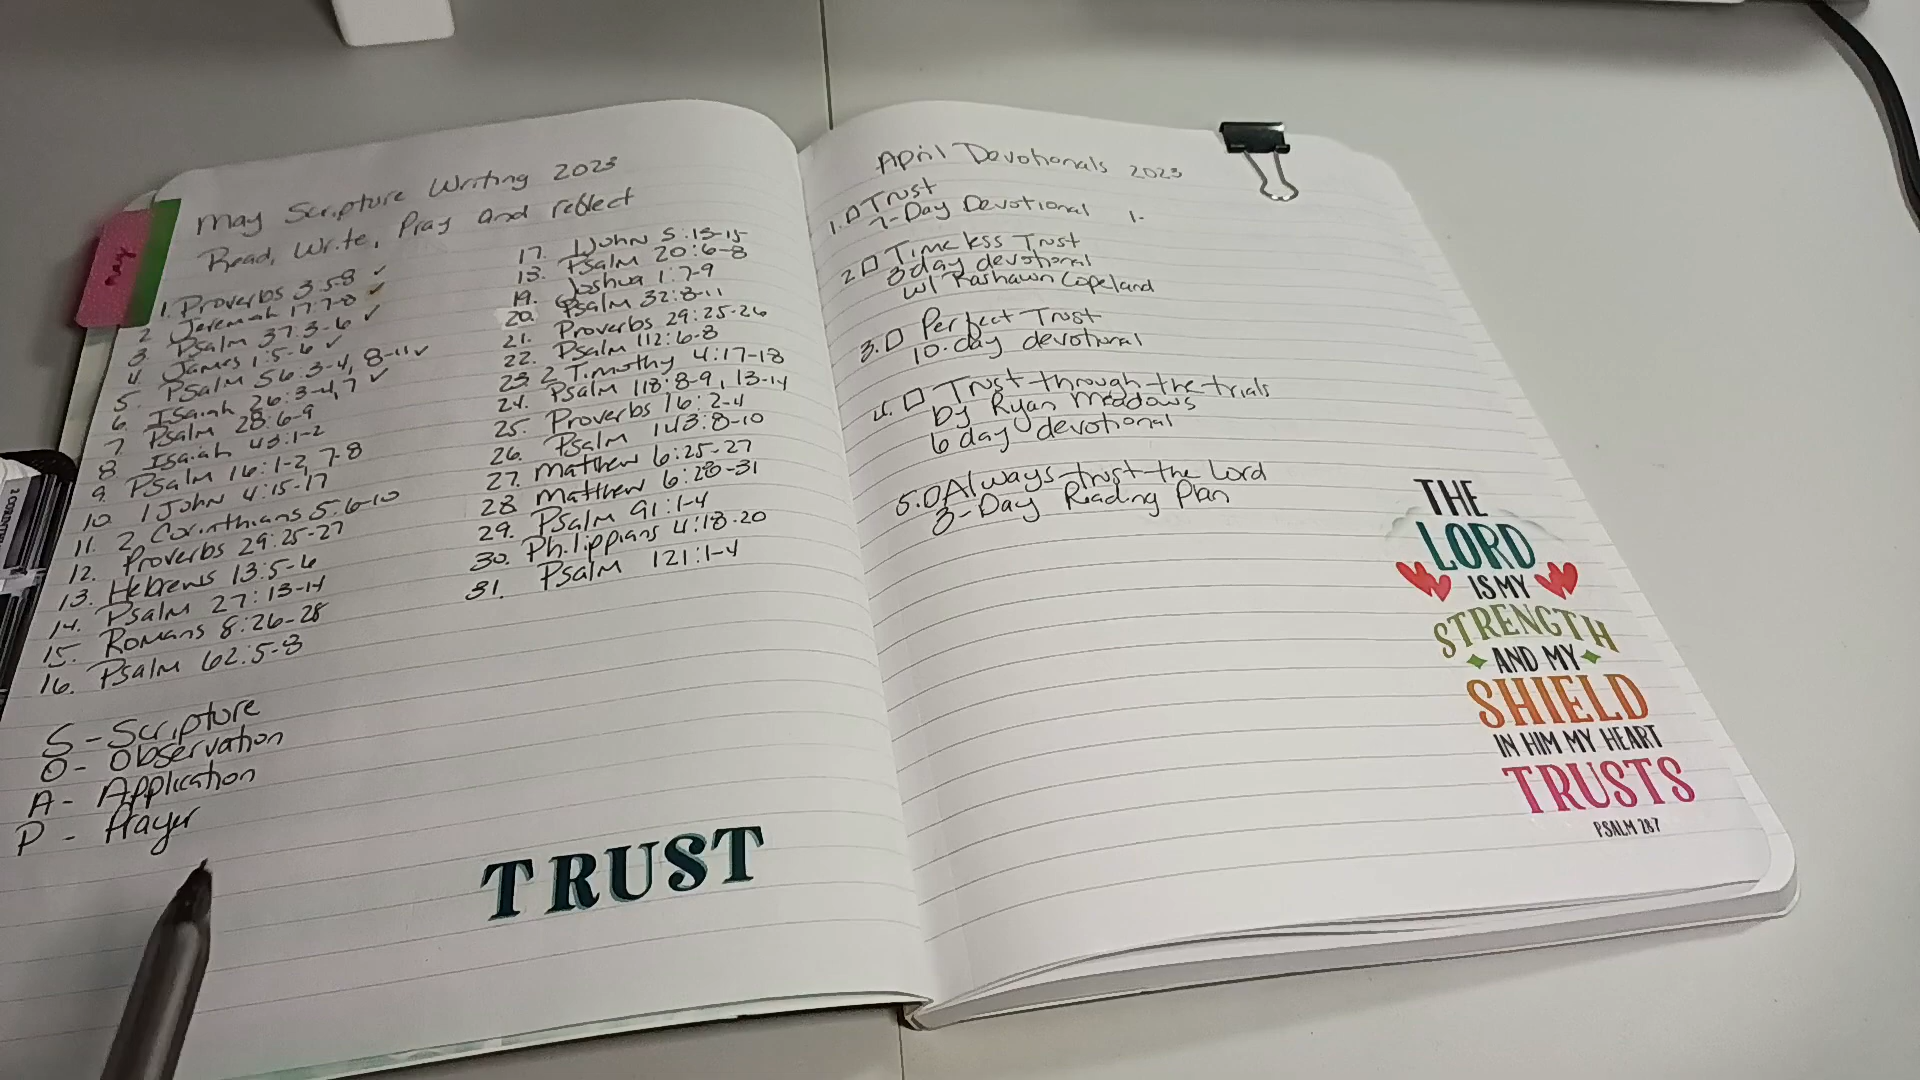 May Scripture Writing 2023
Read, Write, Pray and reflect
1. Proverbs 3:5-8 ✓
2 Jeremiah 17:7-8 ✓
3 Psalm 37:3-6 ✓
4. James 1:5-6 ✓
5. Psalm 56:3-4, 8-11 ✓
6. Isaiah 26:3-4,7 ✓
7 Psalm 28:6-9
8 Isaiah 43:1-2
9. Psalm 16:1-2, 7-8
10. 1 John 4:15-17
11. 2 Corinthians 5:6-10
12. Proverbs 29:25-27
13. Hebrews 13:5-6
14. Psalm 27:13-14
15. Romans 8:26-28
16. Psalm 62:5-8
17. 1John 5:13-15
18. Psalm 20:6-8
19. Joshua 1:7-9
20. Psalm 32:8-11
21. Proverbs 29:25-26
22. Psalm 112:6-8
23. 2 Timothy 4:17-18
24. Psalm 118:8-9, 13-14
25. Proverbs 16:2-4
26. Psalm 143:8-10
27. Matthew 6:25-27
28 Matthew 6:28-31
29. Psalm 91:1-4
30. Philippians 4:18-20
31. Psalm 121:1-4
S - Scripture
O - Observation
A - Application
P - Prayer
TRUST
May
April Devotionals 2023
1. Trust
7-Day Devotional 1-
2 Timeless Trust
3 day devotional
w/ Rashawn Copeland
3. Perfect Trust
10-day devotional
4. Trust through the trials
by Ryan Meadows
6 day devotional
5. Always trust the Lord
3-Day Reading Plan
THE
LORD
IS MY
STRENGTH
AND MY
SHIELD
IN HIM MY HEART
TRUSTS
PSALM 28:7